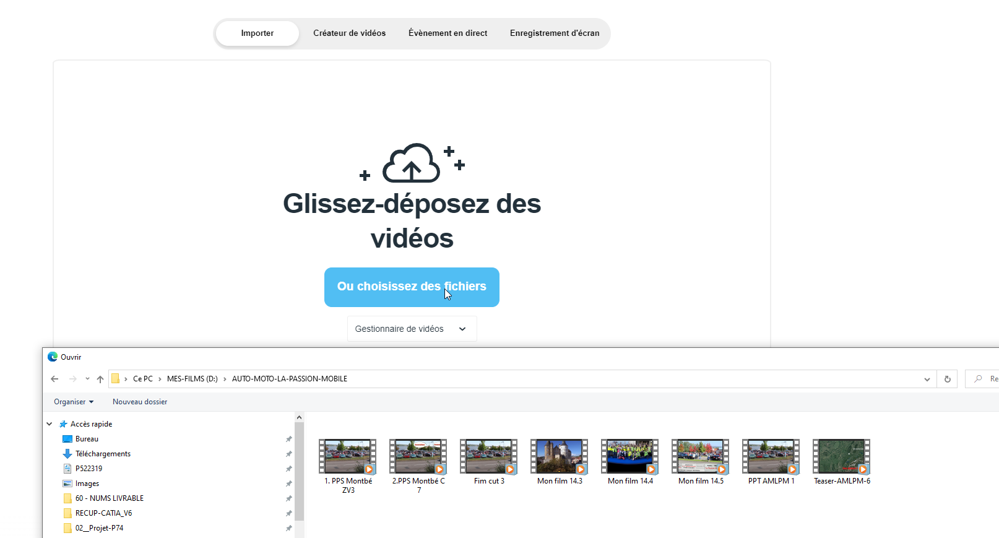 Importer
Créateur de vidéos
Évènement en direct
Enregistrement d'écran
Glissez-déposez des
vidéos
Ou choisissez des fichiers
Gestionnaire de vidéos
Ouvrir
Ce PC
MES-FILMS (D:)
AUTO-MOTO-LA-PASSION-MOBILE
Re
Organiser
Nouveau dossier
Accès rapide
Bureau
Téléchargements
P522319
Images
60 - NUMS LIVRABLE
RECUP-CATIA_V6
02__Projet-P74
1. PPS Montbé
ZV3
2.PPS Montbé C
7
Fim cut 3
Mon film 14.3
Mon film 14.4
Mon film 14.5
PPT AMLPM 1
Teaser-AMLPM-6